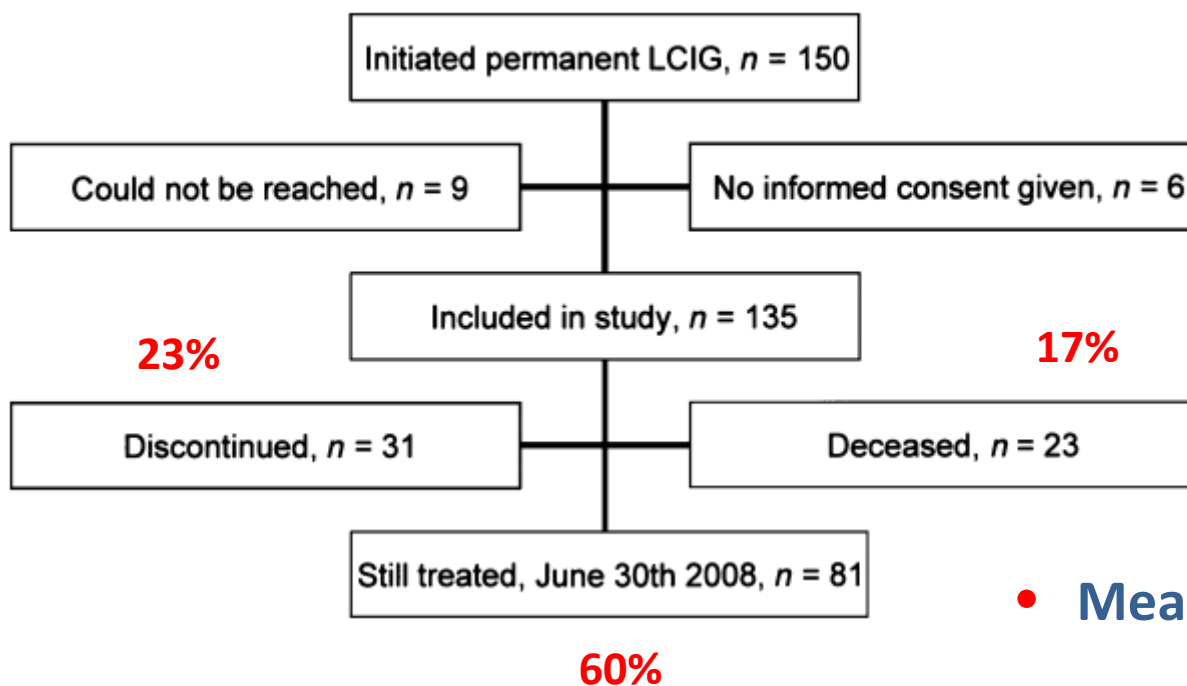 Initiated permanent LCIG, n = 150
Could not be reached, n = 9
No informed consent given, n = 6
Included in study, n = 135
23%
17%
Discontinued, n = 31
Deceased, n = 23
Still treated, June 30th 2008, n = 81
• Mea
60%